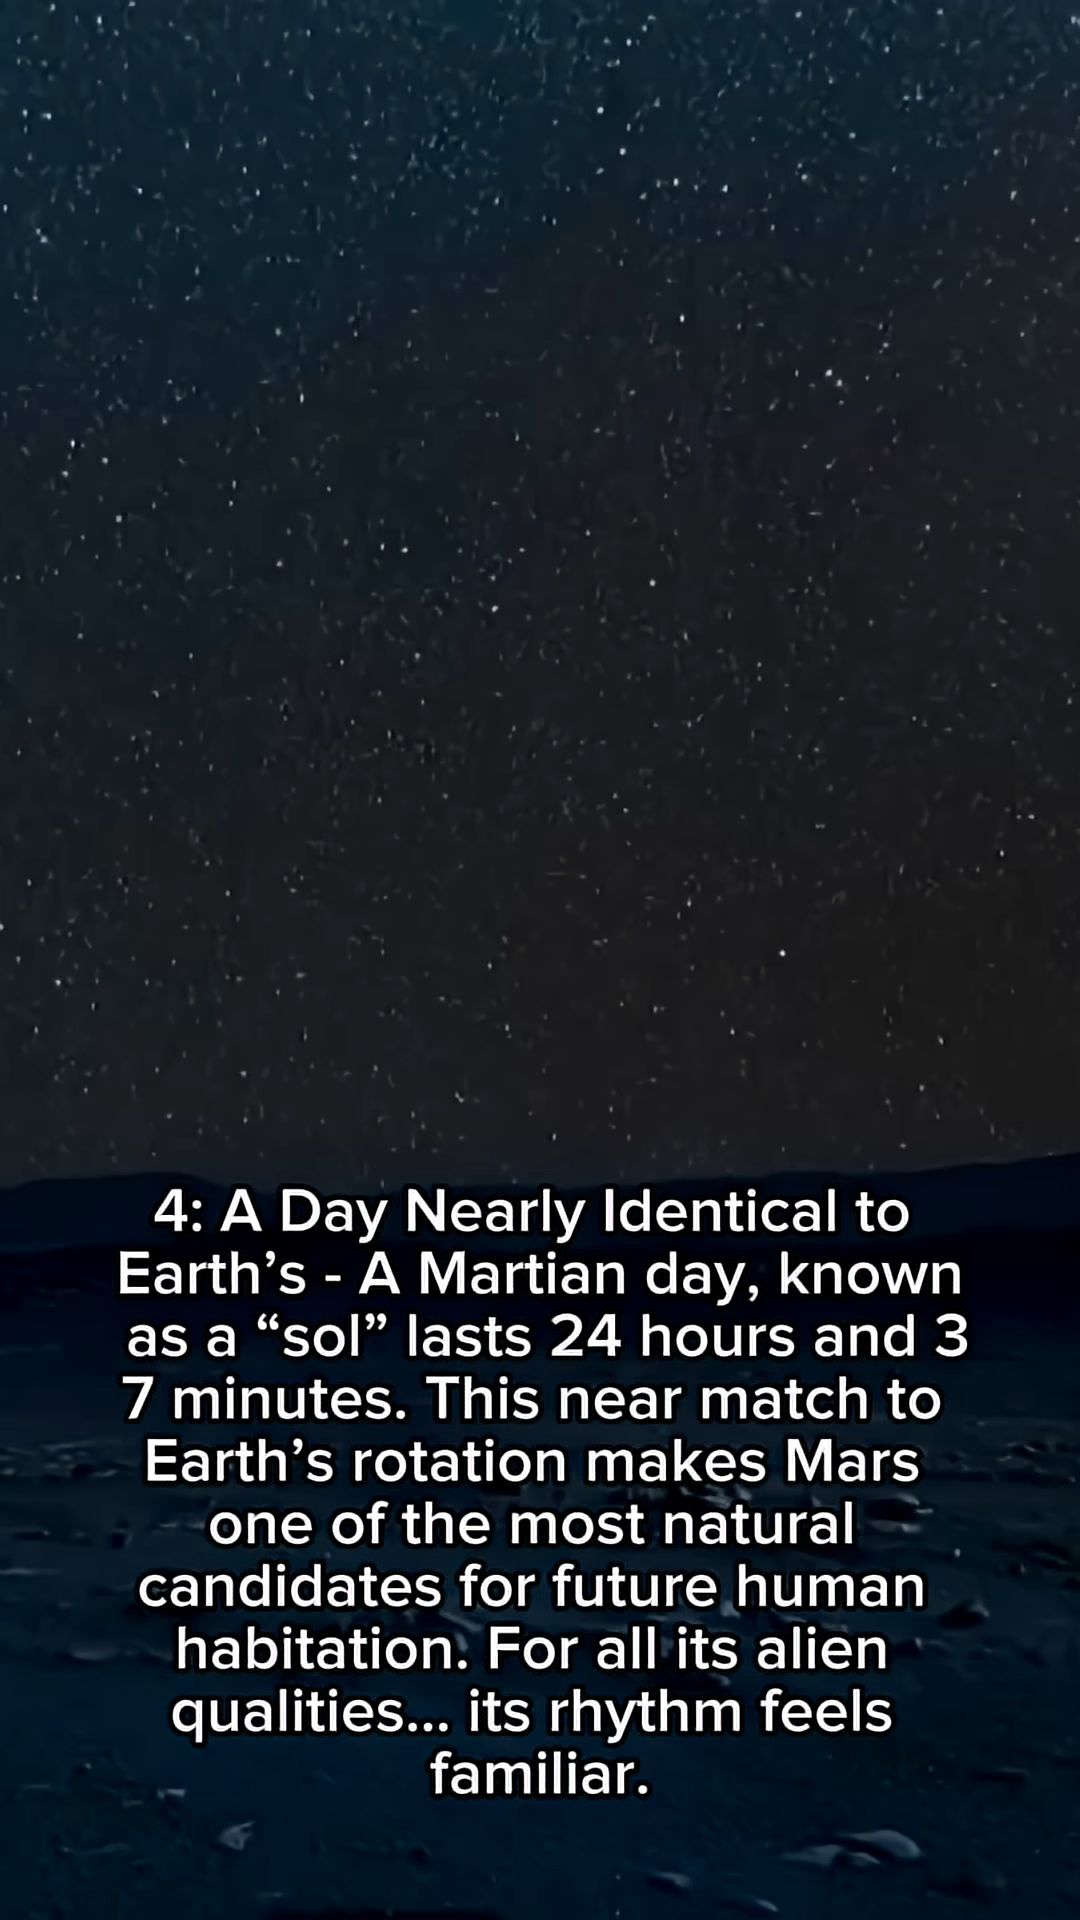 4: A Day Nearly Identical to
Earth’s - A Martian day, known
as a “sol” lasts 24 hours and 3
7 minutes. This near match to
Earth’s rotation makes Mars
one of the most natural
candidates for future human
habitation. For all its alien
qualities... its rhythm feels
familiar.